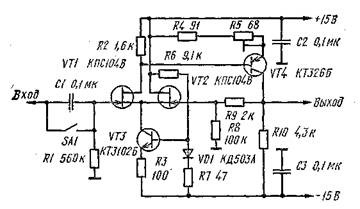 R4 91
R5 68
+15В
R2 1,6к
R6 9,1к
C2 0,1мк
VT1 КПС104В
VT2 КПС104В
VT4
КТ326Б
C1 0,1мк
Вход
Выход
R9 2к
SA1
VT3
КТ3102Б
R8
100к
R10 4,3к
R1 560к
R3
100
VD1 КД503А
R7 47
C3 0,1мк
-15В